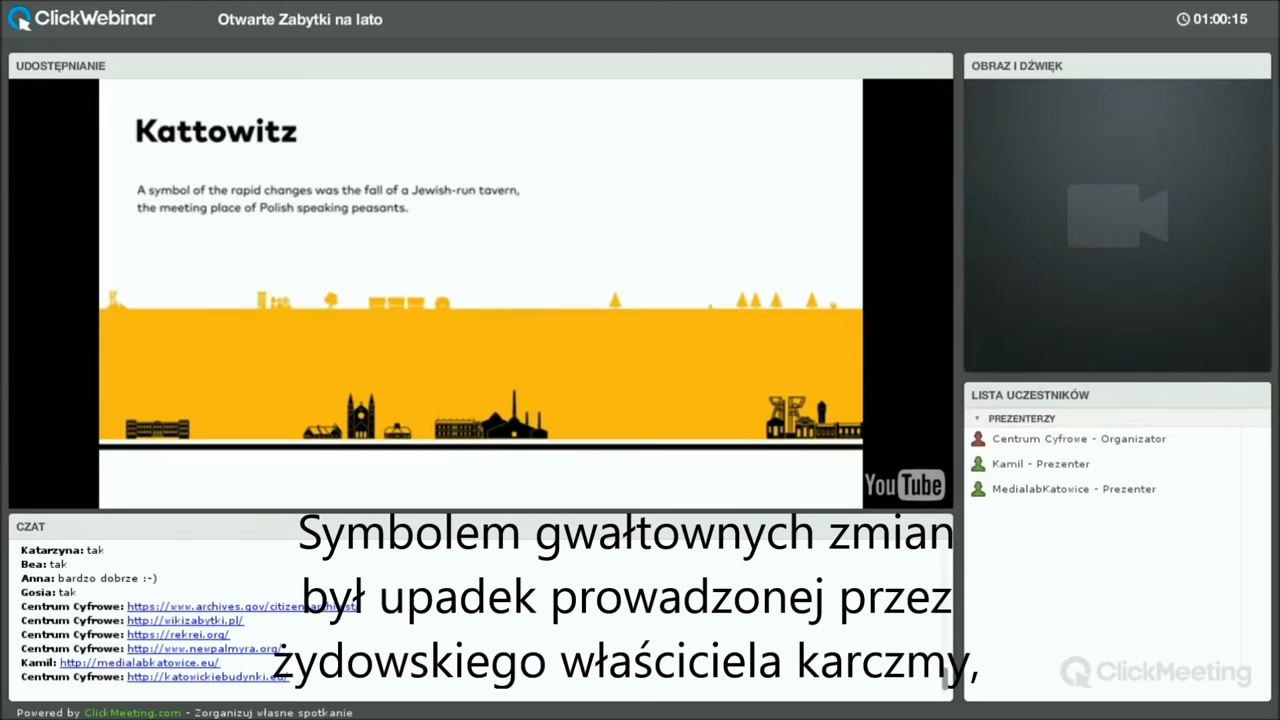 ClickWebinar
Otwarte Zabytki na lato
01:00:15
UDOSTĘPNIANIE
Kattowitz
A symbol of the rapid changes was the fall of a Jewish-run tavern,
the meeting place of Polish speaking peasants.
YouTube
OBRAZ I DŹWIĘK
LISTA UCZESTNIKÓW
PREZENTERZY
Centrum Cyfrowe - Organizator
Kamil - Prezenter
MedialabKatowice - Prezenter
CZAT
Katarzyna: tak
Bea: tak
Anna: bardzo dobrze :-)
Gosia: tak
Centrum Cyfrowe: https://www.archives.gov/citizen-archivist/
Centrum Cyfrowe: http://wikizabytki.pl/
Centrum Cyfrowe: https://rekrei.org/
Centrum Cyfrowe: http://www.newpalmyra.org/
Kamil: http://medialabkatowice.eu/
Centrum Cyfrowe: http://katowickiebudynki.eu/
Symbolem gwałtownych zmian
był upadek prowadzonej przez
żydowskiego właściciela karczmy,
ClickMeeting
Powered by ClickMeeting.com - Zorganizuj własne spotkanie